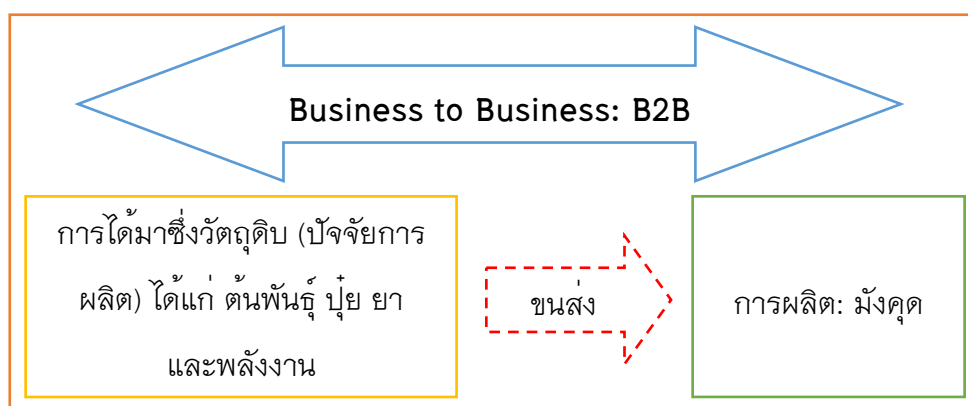 Business to Business: B2B
การได้มาซึ่งวัตถุดิบ (ปัจจัยการ
ผลิต) ได้แก่ ต้นพันธุ์ ปุ๋ย ยา
และพลังงาน
ขนส่ง
การผลิต: มังคุด